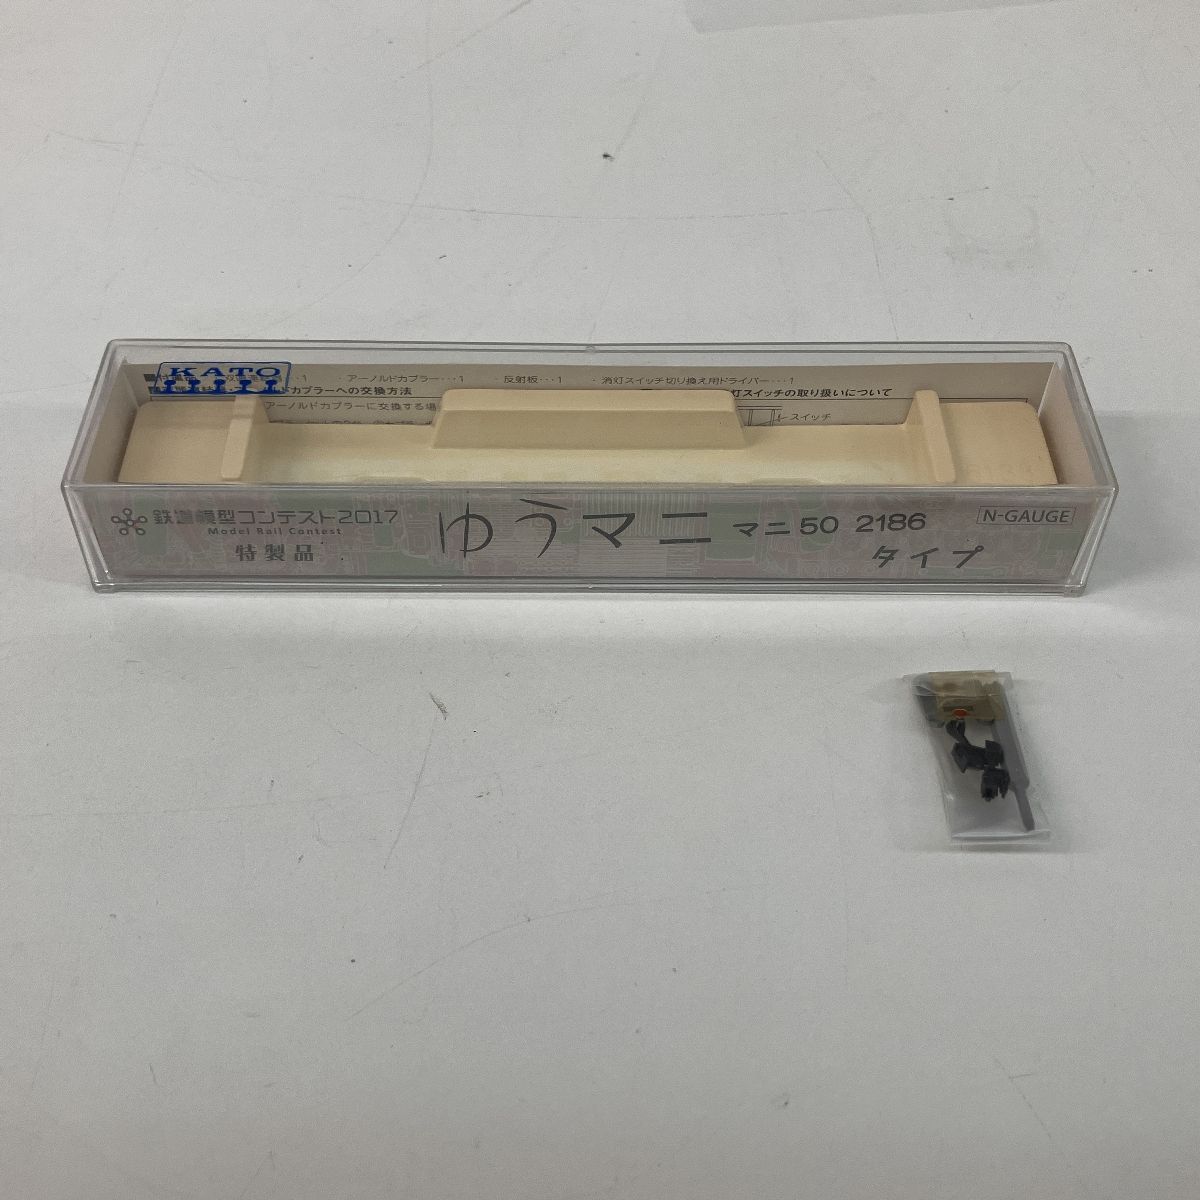 KATO
・アーノルドカプラー･･･1 ・反射板･･･1 ・消灯スイッチ切り換え用ドライバー･･･1
ドカプラーへの交換方法
灯スイッチの取り扱いについて
アーノルドカプラーに交換する場
スイッチ
鉄道模型コンテスト2017
Model Rail Contest
特製品
ゆうマニ マニ50 2186
タイプ
N-GAUGE